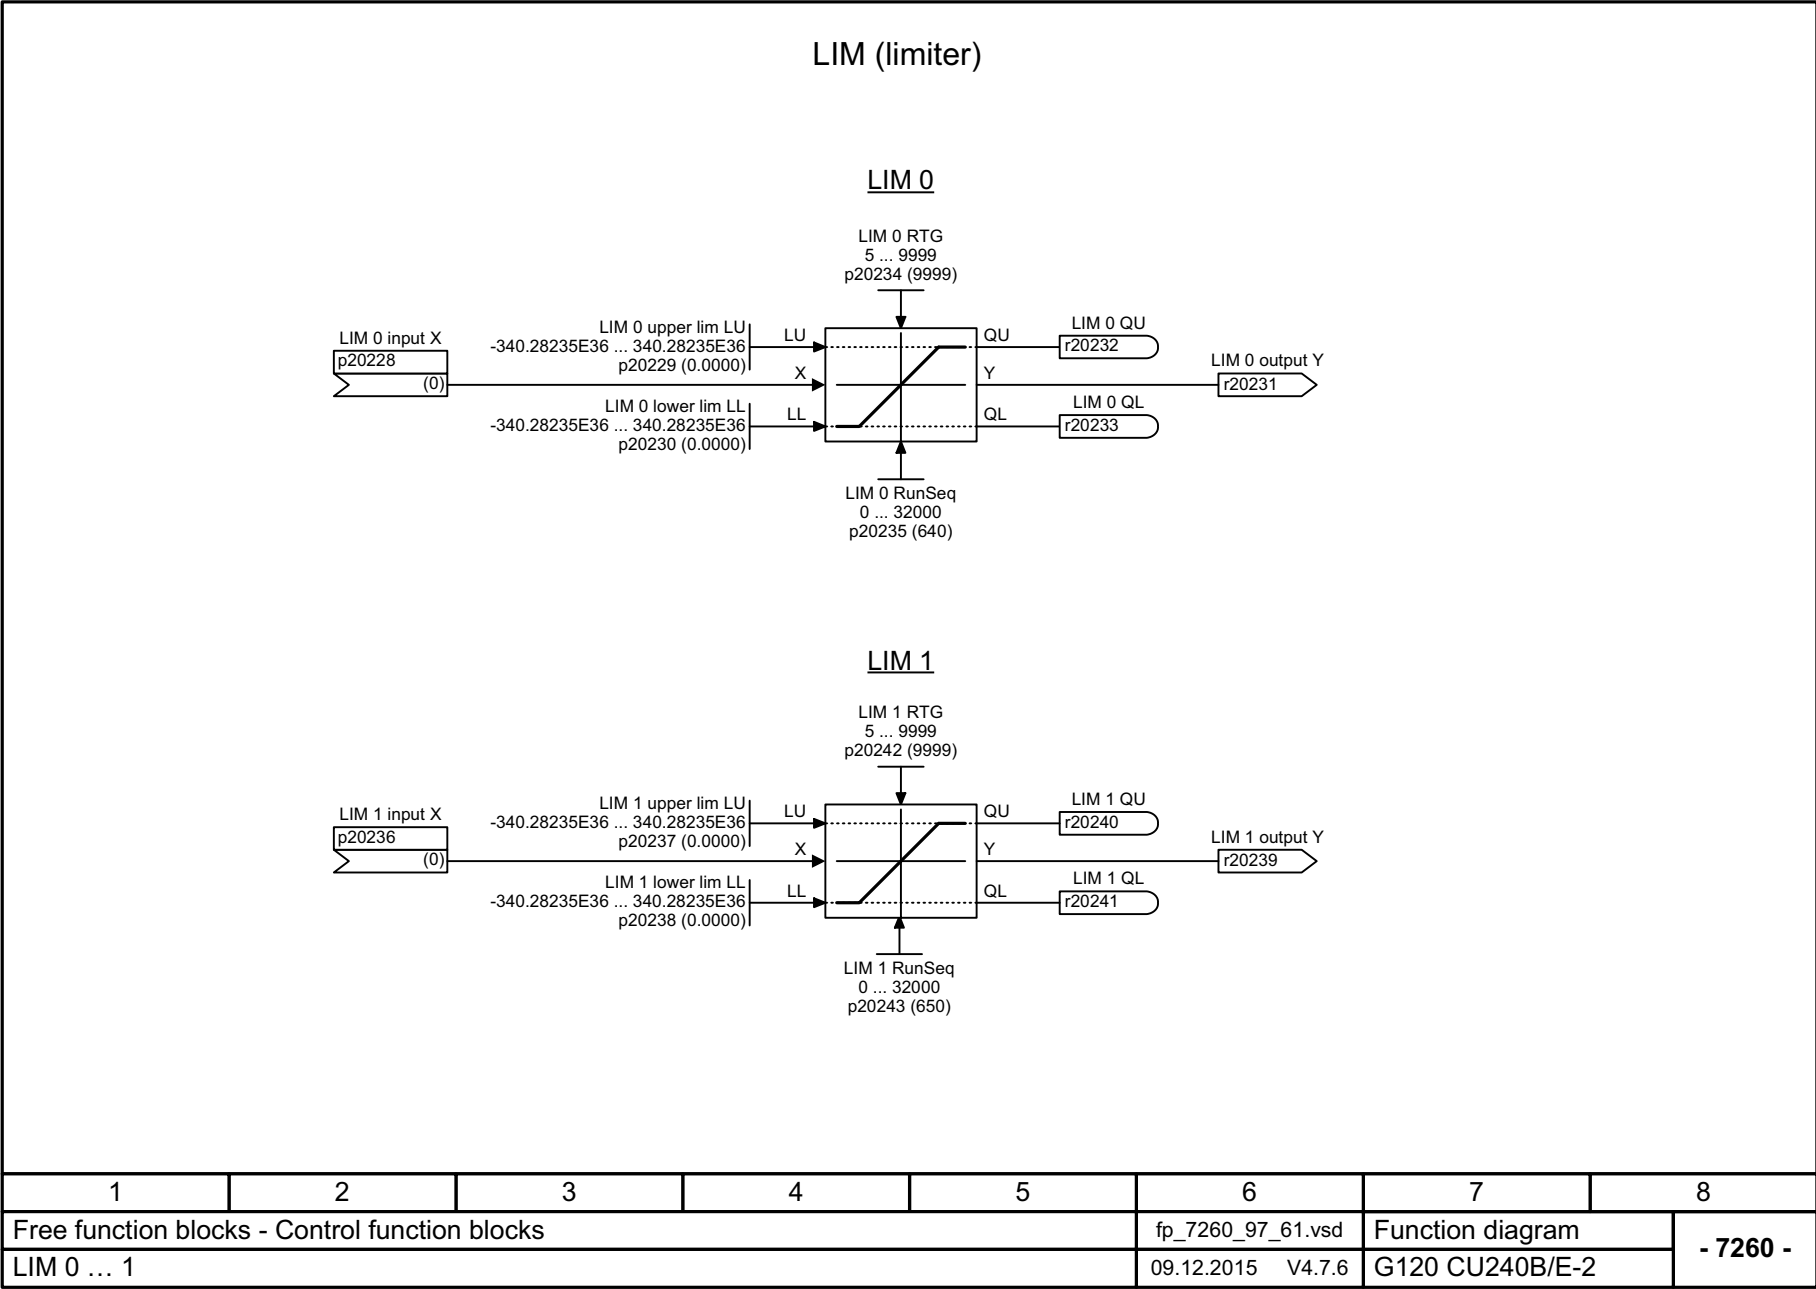 LIM (limiter)
LIM 0
LIM 0 RTG
5 ... 9999
p20234 (9999)
LIM 0 input X
p20228
(0)
LIM 0 upper lim LU
-340.28235E36 ... 340.28235E36
p20229 (0.0000)
LIM 0 lower lim LL
-340.28235E36 ... 340.28235E36
p20230 (0.0000)
LU
X
LL
QU
Y
QL
LIM 0 QU
r20232
LIM 0 output Y
r20231
LIM 0 QL
r20233
LIM 0 RunSeq
0 ... 32000
p20235 (640)
LIM 1
LIM 1 RTG
5 ... 9999
p20242 (9999)
LIM 1 input X
p20236
(0)
LIM 1 upper lim LU
-340.28235E36 ... 340.28235E36
p20237 (0.0000)
LIM 1 lower lim LL
-340.28235E36 ... 340.28235E36
p20238 (0.0000)
LU
X
LL
QU
Y
QL
LIM 1 QU
r20240
LIM 1 output Y
r20239
LIM 1 QL
r20241
LIM 1 RunSeq
0 ... 32000
p20243 (650)
1 2 3 4 5 6 7 8
Free function blocks - Control function blocks
fp_7260_97_61.vsd
Function diagram
- 7260 -
LIM 0 … 1
09.12.2015 V4.7.6
G120 CU240B/E-2